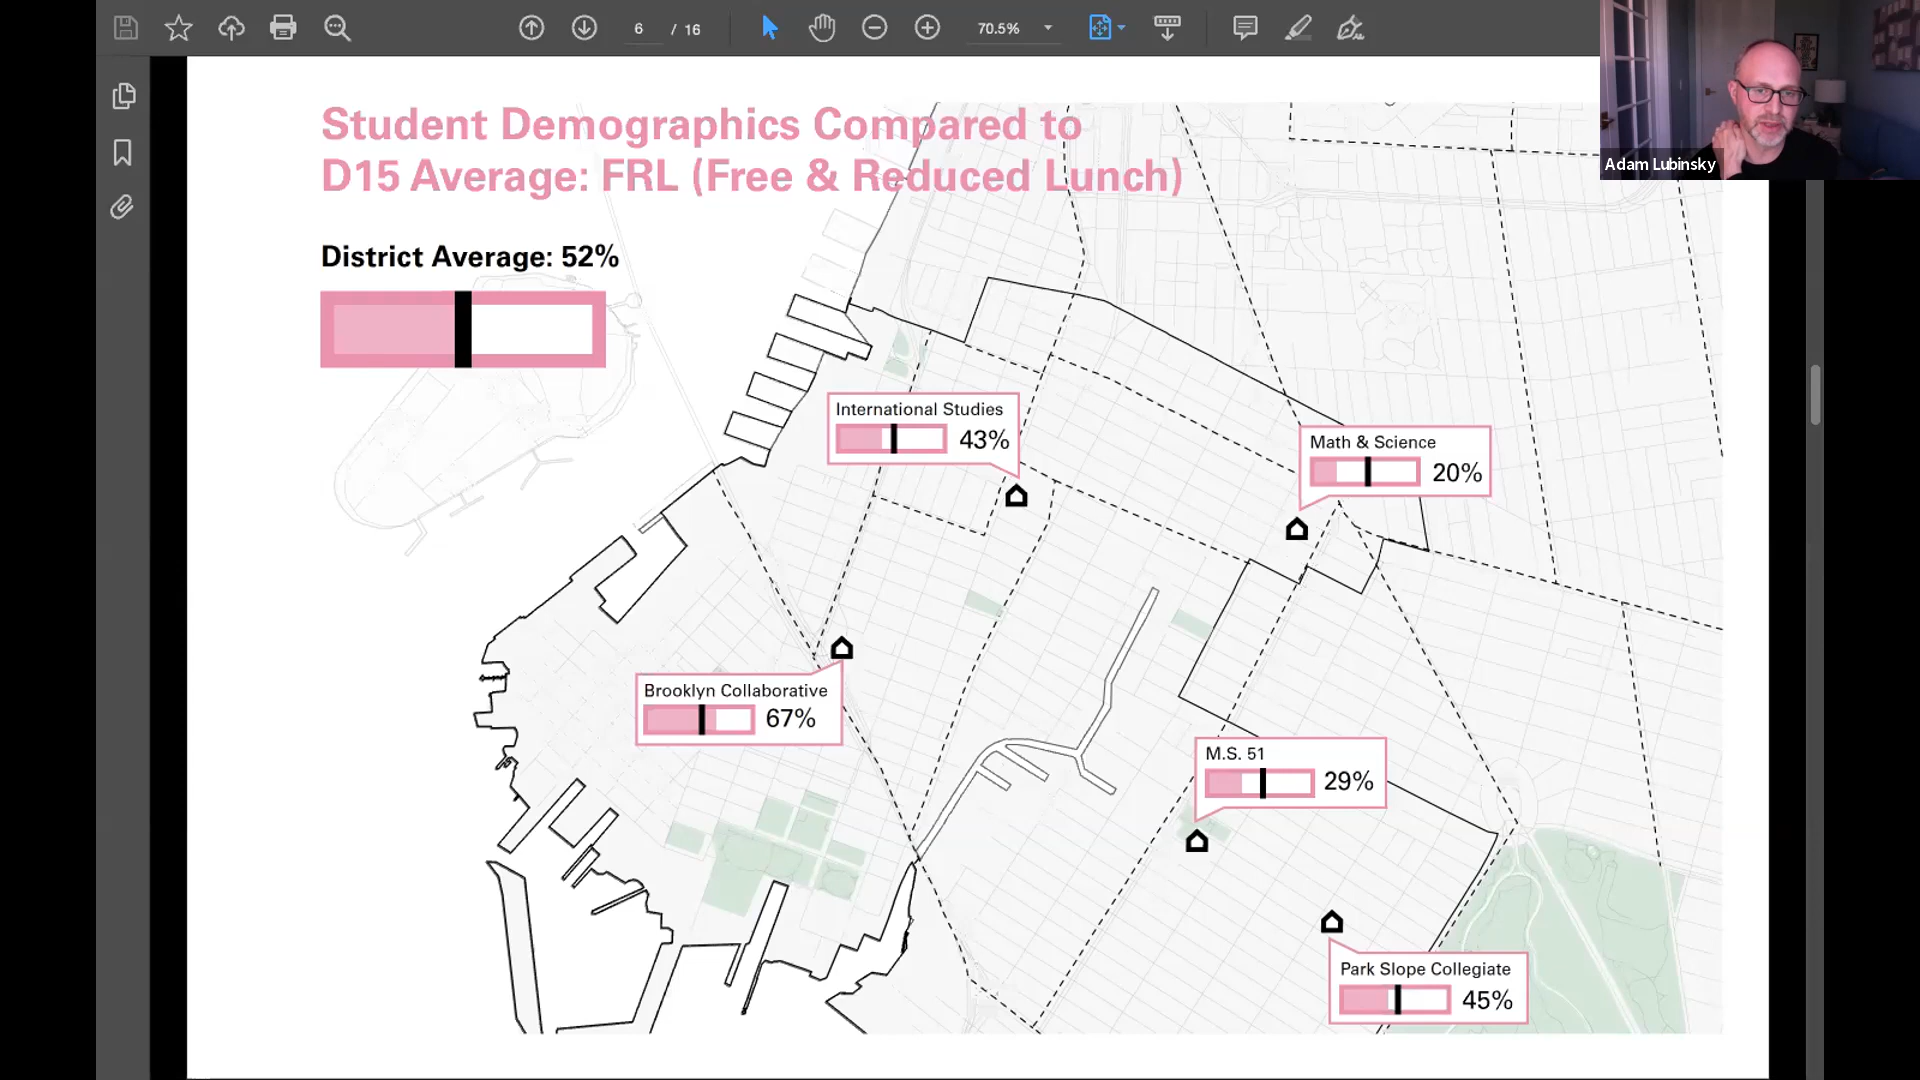 6 / 16
70.5%
Adam Lubinsky
Student Demographics Compared to
D15 Average: FRL (Free & Reduced Lunch)
District Average: 52%
International Studies
43%
Math & Science
20%
Brooklyn Collaborative
67%
M.S. 51
29%
Park Slope Collegiate
45%